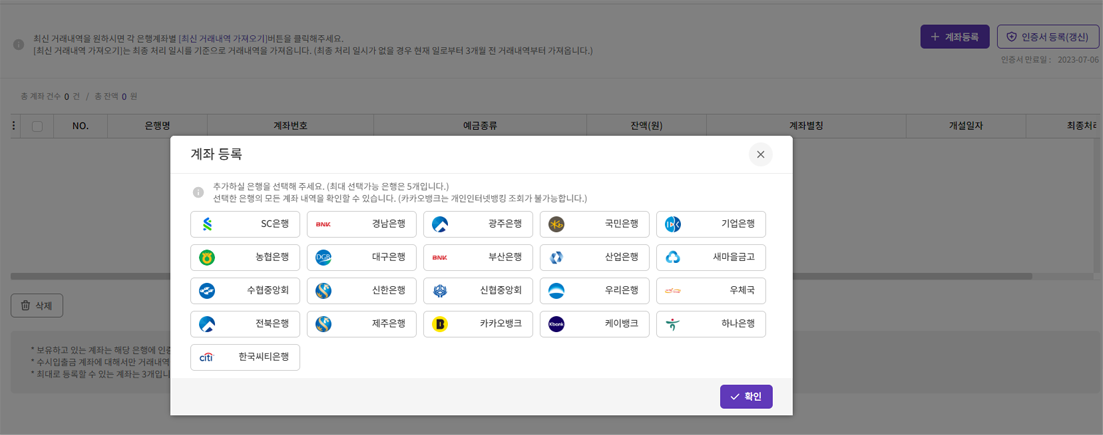 최신 거래내역을 원하시면 각 은행계좌별 [최신 거래내역 가져오기]버튼을 클릭해주세요.
[최신 거래내역 가져오기]는 최종 처리 일시를 기준으로 거래내역을 가져옵니다. (최종 처리 일시가 없을 경우 현재 일로부터 3개월 전 거래내역부터 가져옵니다.)
+ 계좌등록
인증서 등록(갱신)
인증서 만료일 : 2023-07-06
총 계좌 건수 0 건 / 총 잔액 0 원
NO. 은행명 계좌번호 예금종류 잔액(원) 계좌별칭 개설일자 최종처리
계좌 등록
추가하실 은행을 선택해 주세요. (최대 선택가능 은행은 5개입니다.)
선택한 은행의 모든 계좌 내역을 확인할 수 있습니다. (카카오뱅크는 개인인터넷뱅킹 조회가 불가능합니다.)
SC은행 BNK 경남은행 광주은행 국민은행 IBK 기업은행
농협은행 DGB 대구은행 BNK 부산은행 산업은행 새마을금고
수협중앙회 신한은행 신협중앙회 우리은행 우체국
전북은행 제주은행 B 카카오뱅크 Kbank 케이뱅크 하나은행
citi 한국씨티은행
삭제
* 보유하고 있는 계좌는 해당 은행에 인증
* 수시입출금 계좌에 대해서만 거래내역
* 최대로 등록할 수 있는 계좌는 3개입니
확인